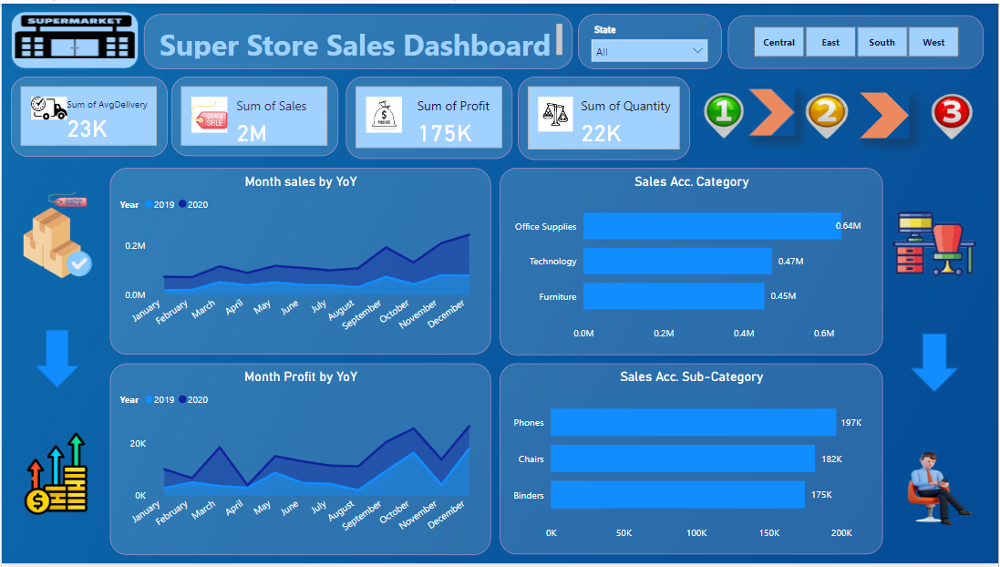 SUPERMARKET
Super Store Sales Dashboard
State
All
Central East South West
Sum of AvgDelivery
23K
SUPER
SALE
Sum of Sales
2M
$
PROFIT
Sum of Profit
175K
Sum of Quantity
22K
1 2 3
Month sales by YoY
Year 2019 2020
0.2M
0.0M
January February March April May June July August September October November December
Sales Acc. Category
Office Supplies 0.64M
Technology 0.47M
Furniture 0.45M
0.0M 0.2M 0.4M 0.6M
Month Profit by YoY
Year 2019 2020
20K
0K
January February March April May June July August September October November December
$
Sales Acc. Sub-Category
Phones 197K
Chairs 182K
Binders 175K
0K 50K 100K 150K 200K